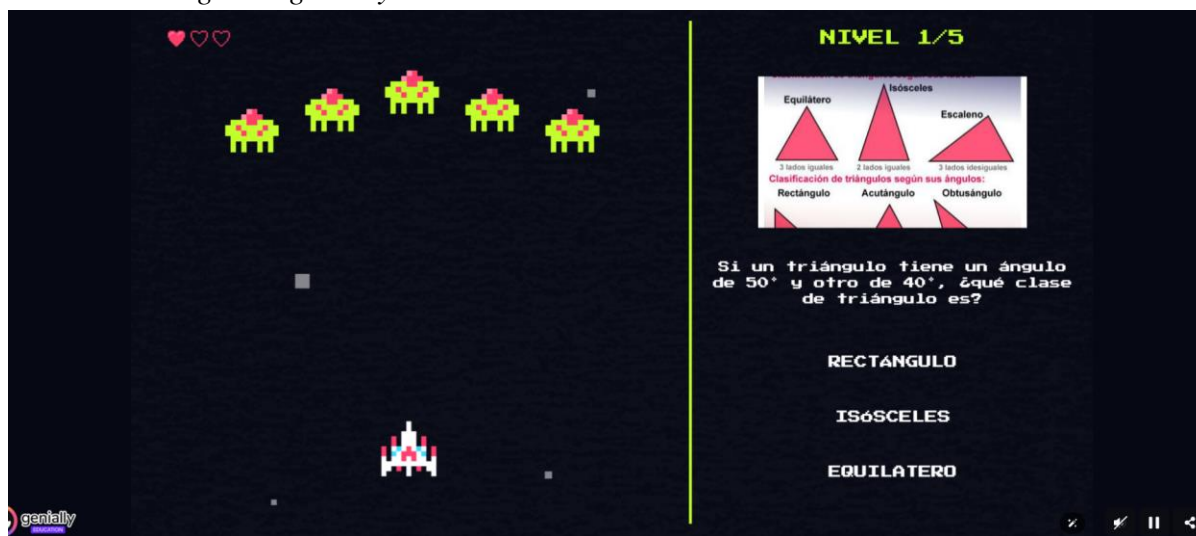 NIVEL 1/5
Isósceles
Equilátero
Escaleno
3 lados iguales
2 lados iguales
3 lados idesiguales
Clasificación de triángulos según sus ángulos:
Rectángulo
Acutángulo
Obtusángulo
Si un triángulo tiene un ángulo
de 50° y otro de 40°, ¿qué clase
de triángulo es?
RECTáNGULO
ISóSCELES
EQUILATERO
genially
EDUCATION